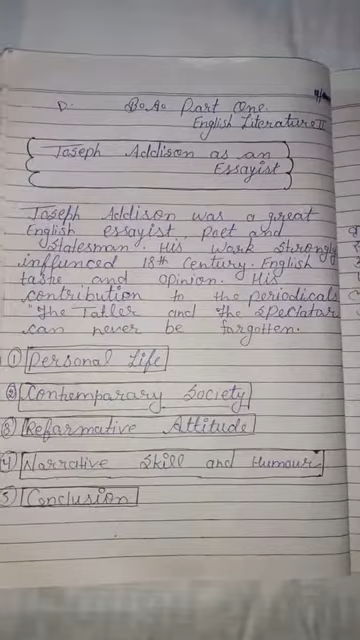 D:
B.A. Part One
English Literature II
Joseph Addison as an
Essayist
Joseph Addison was a great
English essayist, Poet and
Statesman. His work strongly
influnced 18th Century English
taste and opinion. His
contribution to the periodicals
"The Tatler and the Spectator
can never be forgotten.
① Personal Life
② Contemparary Society
③ Refarmative Attitude
④ Narrative Skill and Humour
⑤ Conclusion